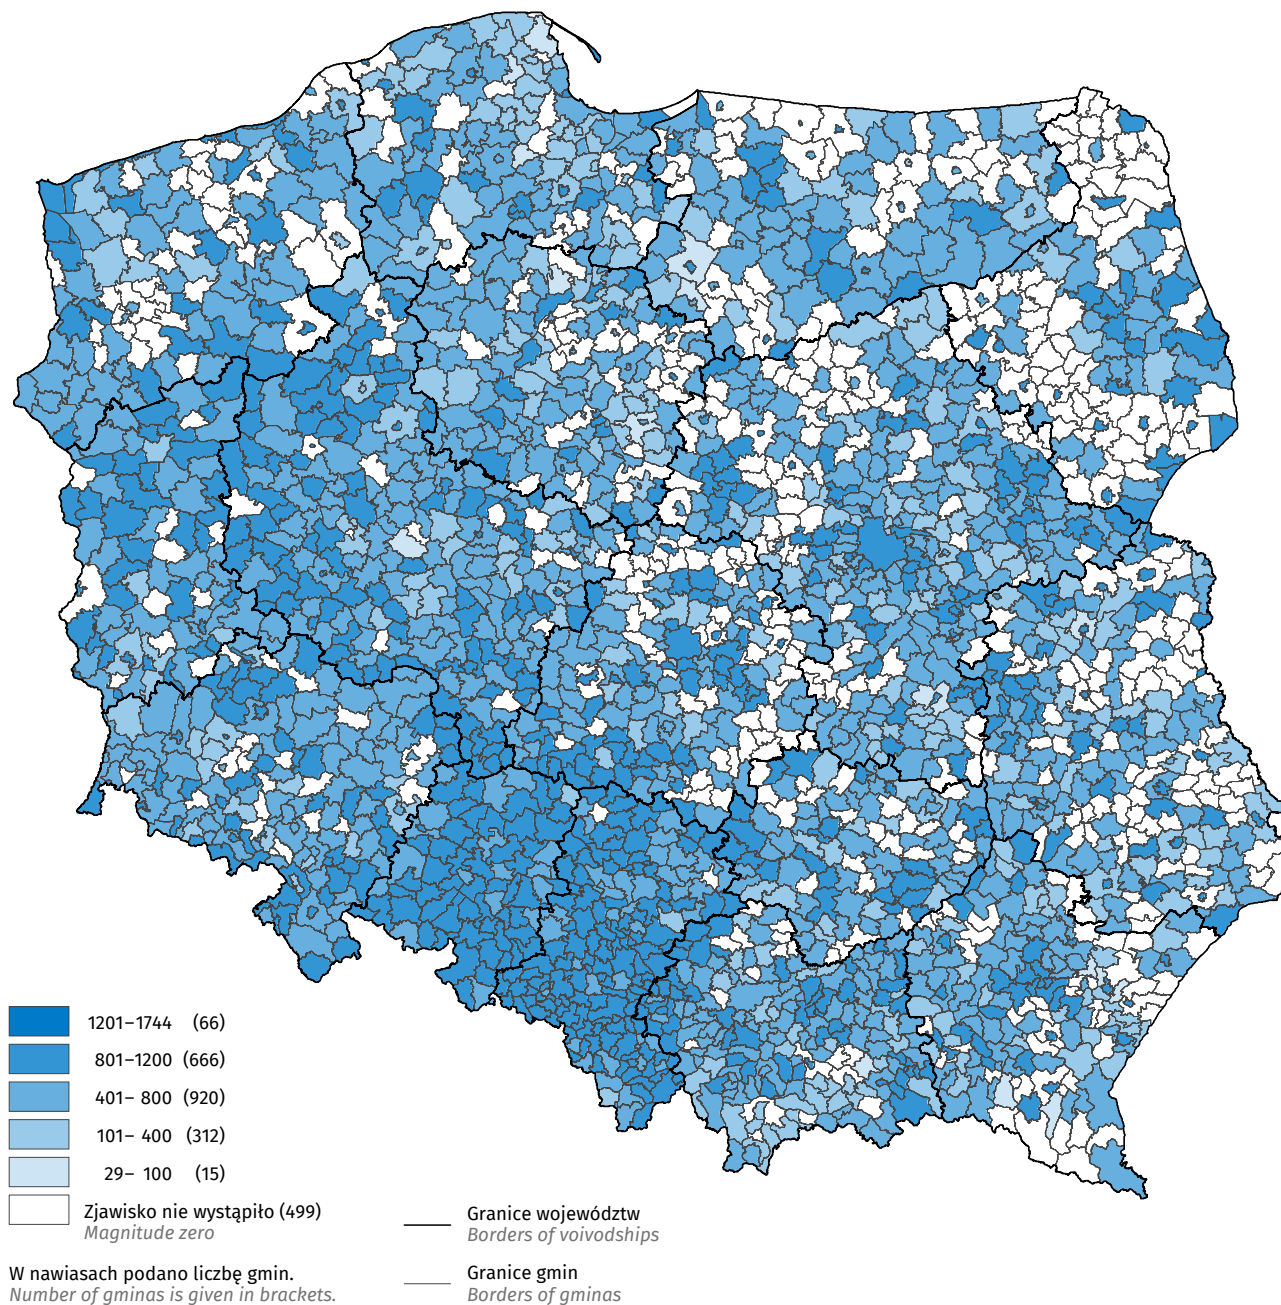 1201–1744 (66)
801–1200 (666)
401– 800 (920)
101– 400 (312)
29– 100 (15)
Zjawisko nie wystąpiło (499)
Magnitude zero
W nawiasach podano liczbę gmin.
Number of gminas is given in brackets.
Granice województw
Borders of voivodships
Granice gmin
Borders of gminas